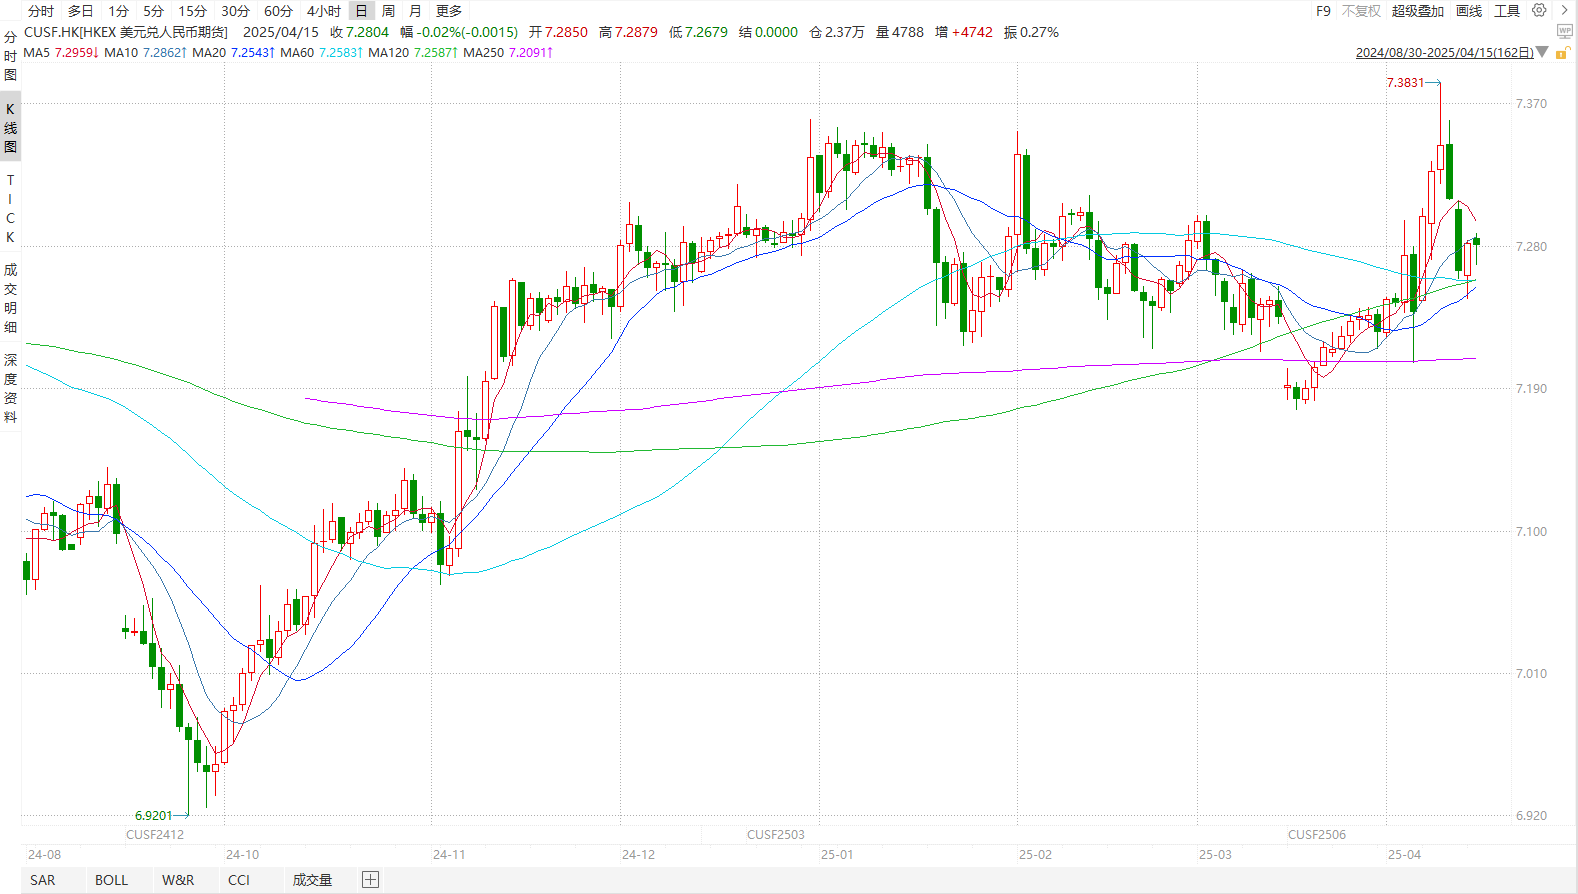 分时 多日 1分 5分 15分 30分 60分 4小时 日 周 月 更多 F9 不复权 超级叠加 画线 工具
CUSF.HK[HKEX 美元兑人民币期货] 2025/04/15 收7.2804 幅-0.02%(-0.0015) 开7.2850 高7.2879 低7.2679 结0.0000 仓2.37万 量4788 增+4742 振0.27% WP
MA5 7.2959↓ MA10 7.2862↑ MA20 7.2543↑ MA60 7.2583↑ MA120 7.2587↑ MA250 7.2091↑ 2024/08/30-2025/04/15(162日)
分时图
K线图
TICK
成交明细
深度资料
7.3831
7.370
7.280
7.190
7.100
7.010
6.9201
6.920
CUSF2412 CUSF2503 CUSF2506
24-08 24-10 24-11 24-12 25-01 25-02 25-03 25-04
SAR BOLL W&R CCI 成交量